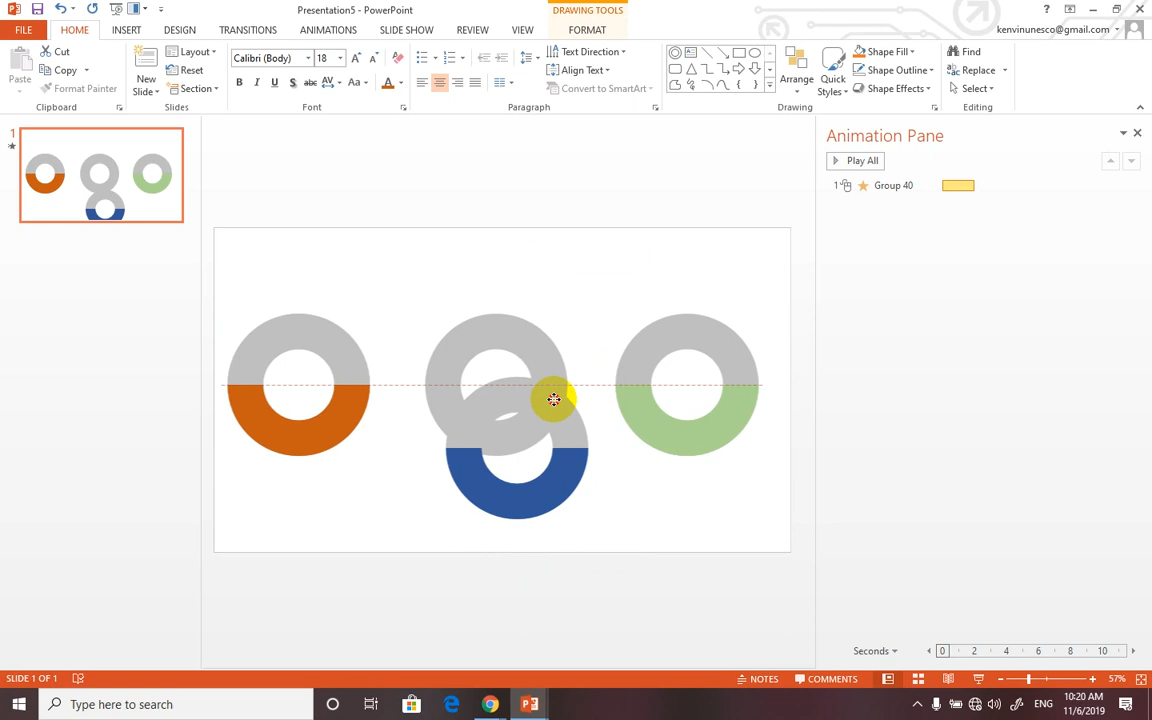 Presentation5 - PowerPoint
DRAWING TOOLS
FILE HOME INSERT DESIGN TRANSITIONS ANIMATIONS SLIDE SHOW REVIEW VIEW FORMAT
kenvinunesco@gmail.com
Paste
Cut
Copy
Format Painter
Clipboard
New Slide
Layout
Reset
Section
Slides
Calibri (Body) 18
B I U S abc AV Aa A
Font
Text Direction
Align Text
Convert to SmartArt
Paragraph
Arrange
Quick Styles
Shape Fill
Shape Outline
Shape Effects
Drawing
Find
Replace
Select
Editing
1
Animation Pane
Play All
1 Group 40
Seconds 0 2 4 6 8 10
SLIDE 1 OF 1
NOTES COMMENTS 57%
Type here to search
ENG
10:20 AM
11/6/2019